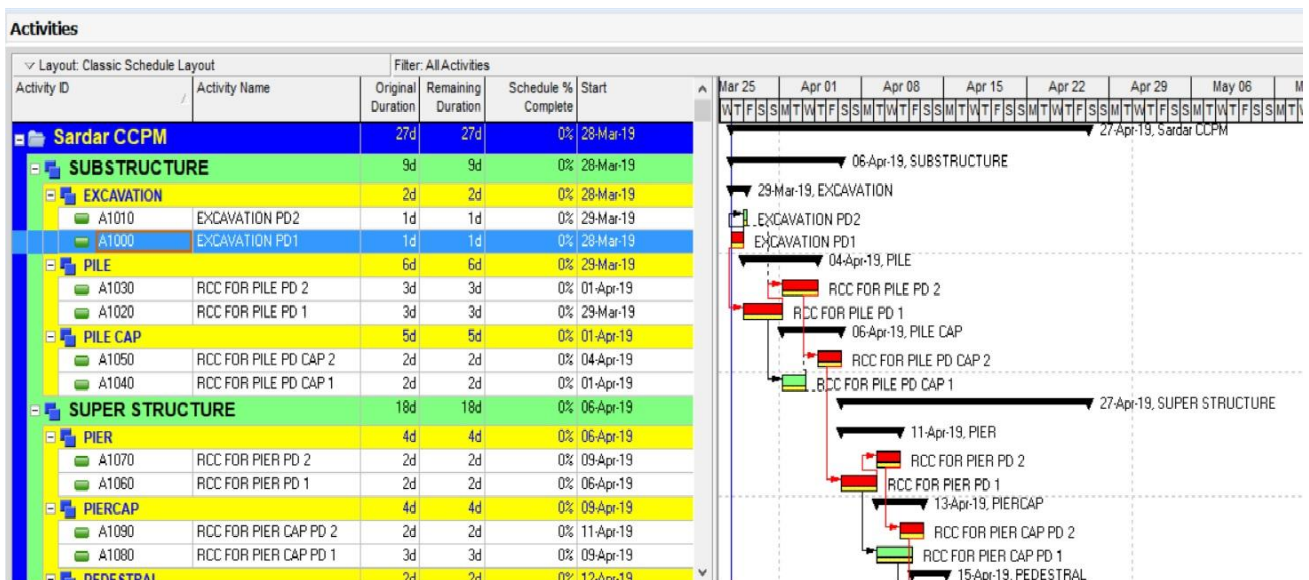 Activities
Layout: Classic Schedule Layout Filter: All Activities
Activity ID Activity Name Original Duration Remaining Duration Schedule % Complete Start Mar 25 Apr 01 Apr 08 Apr 15 Apr 22 Apr 29 May 06 M
W T F S S M T W T F S S M T W T F S S M T W T F S S M T W T F S S M T W T F S S M T W T F S S M T W
Sardar CCPM 27d 27d 0% 28-Mar-19 27-Apr-19, Sardar CCPM
SUBSTRUCTURE 9d 9d 0% 28-Mar-19 06-Apr-19, SUBSTRUCTURE
EXCAVATION 2d 2d 0% 28-Mar-19 29-Mar-19, EXCAVATION
A1010 EXCAVATION PD2 1d 1d 0% 29-Mar-19 EXCAVATION PD2
A1000 EXCAVATION PD1 1d 1d 0% 28-Mar-19 EXCAVATION PD1
PILE 6d 6d 0% 29-Mar-19 04-Apr-19, PILE
A1030 RCC FOR PILE PD 2 3d 3d 0% 01-Apr-19 RCC FOR PILE PD 2
A1020 RCC FOR PILE PD 1 3d 3d 0% 29-Mar-19 RCC FOR PILE PD 1
PILE CAP 5d 5d 0% 01-Apr-19 06-Apr-19, PILE CAP
A1050 RCC FOR PILE PD CAP 2 2d 2d 0% 04-Apr-19 RCC FOR PILE PD CAP 2
A1040 RCC FOR PILE PD CAP 1 2d 2d 0% 01-Apr-19 RCC FOR PILE PD CAP 1
SUPER STRUCTURE 18d 18d 0% 06-Apr-19 27-Apr-19, SUPER STRUCTURE
PIER 4d 4d 0% 06-Apr-19 11-Apr-19, PIER
A1070 RCC FOR PIER PD 2 2d 2d 0% 09-Apr-19 RCC FOR PIER PD 2
A1060 RCC FOR PIER PD 1 2d 2d 0% 06-Apr-19 RCC FOR PIER PD 1
PIERCAP 4d 4d 0% 09-Apr-19 13-Apr-19, PIERCAP
A1090 RCC FOR PIER CAP PD 2 2d 2d 0% 11-Apr-19 RCC FOR PIER CAP PD 2
A1080 RCC FOR PIER CAP PD 1 3d 3d 0% 09-Apr-19 RCC FOR PIER CAP PD 1
PEDESTRAL 2d 2d 0% 12-Apr-19 15-Apr-19, PEDESTRAL